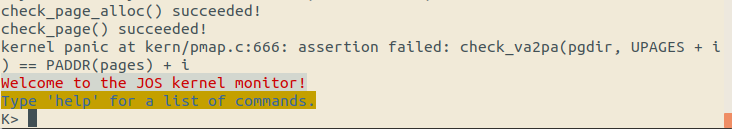 check_page_alloc() succeeded!
check_page() succeeded!
kernel panic at kern/pmap.c:666: assertion failed: check_va2pa(pgdir, UPAGES + i
) == PADDR(pages) + i
Welcome to the JOS kernel monitor!
Type 'help' for a list of commands.
K>